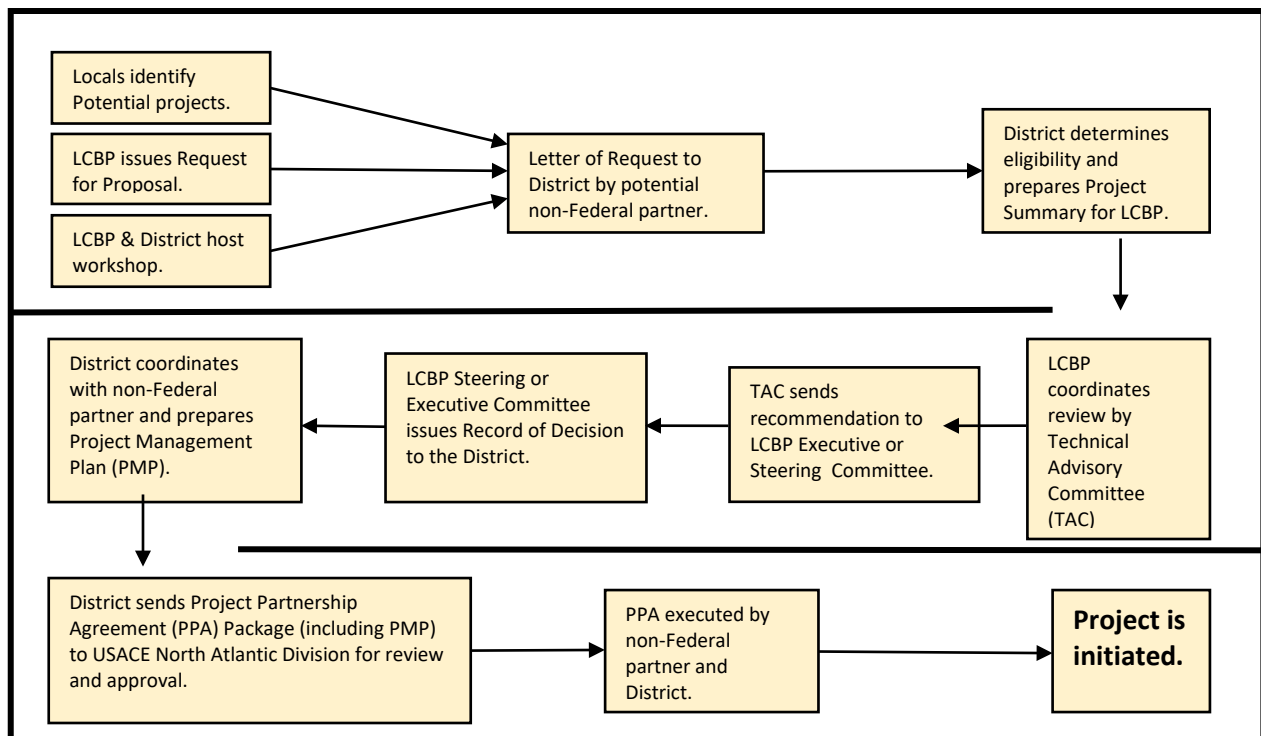 Locals identify
Potential projects.
LCBP issues Request
for Proposal.
LCBP & District host
workshop.
Letter of Request to
District by potential
non-Federal partner.
District determines
eligibility and
prepares Project
Summary for LCBP.
LCBP
coordinates
review by
Technical
Advisory
Committee
(TAC)
TAC sends
recommendation to
LCBP Executive or
Steering Committee.
LCBP Steering or
Executive Committee
issues Record of Decision
to the District.
District coordinates
with non-Federal
partner and prepares
Project Management
Plan (PMP).
District sends Project Partnership
Agreement (PPA) Package (including PMP)
to USACE North Atlantic Division for review
and approval.
PPA executed by
non-Federal
partner and
District.
Project is
initiated.